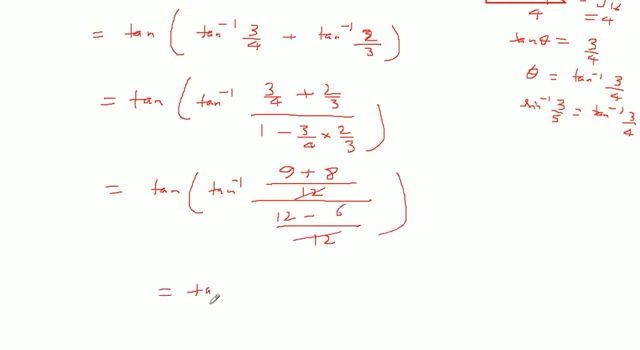 = tan ( tan⁻¹ 3/4 + tan⁻¹ 2/3 )
= tan ( tan⁻¹ (3/4 + 2/3) / (1 − 3/4 × 2/3) )
= tan ( tan⁻¹ ((9 + 8)/12) / ((12 − 6)/12) )
= ta
4
= 4
tanθ = 3/4
θ = tan⁻¹ 3/4
sin⁻¹ 3/5 = tan⁻¹ 3/4